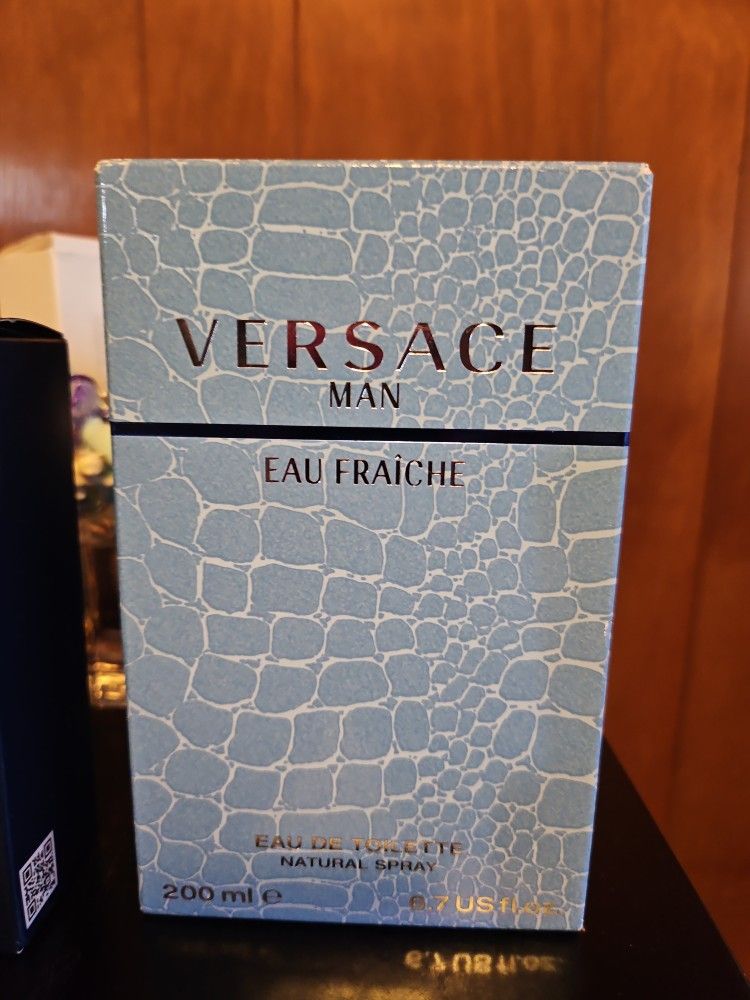 VERSACE
MAN
EAU FRAÎCHE
EAU DE TOILETTE
NATURAL SPRAY
200 ml ℮
6.7 US fl.oz.